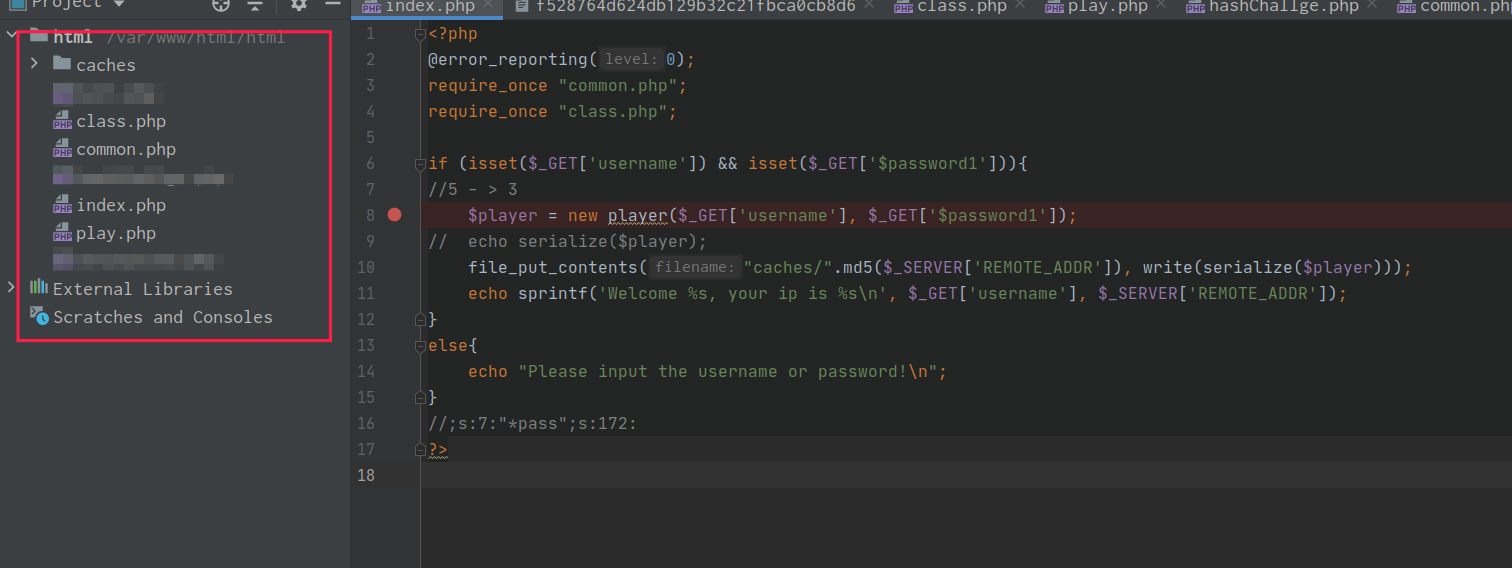 Project
html /var/www/html/html
caches
class.php
common.php
index.php
play.php
External Libraries
Scratches and Consoles
index.php f528764d624db129b32c21fbca0cb8d6 class.php play.php hashChallge.php common.php
1 <?php
2 @error_reporting( level: 0);
3 require_once "common.php";
4 require_once "class.php";
5
6 if (isset($_GET['username']) && isset($_GET['$password1'])){
7 //5 - > 3
8 $player = new player($_GET['username'], $_GET['$password1']);
9 // echo serialize($player);
10 file_put_contents( filename: "caches/".md5($_SERVER['REMOTE_ADDR']), write(serialize($player)));
11 echo sprintf('Welcome %s, your ip is %s\n', $_GET['username'], $_SERVER['REMOTE_ADDR']);
12 }
13 else{
14 echo "Please input the username or password!\n";
15 }
16 //;s:7:"*pass";s:172:
17 ?>
18